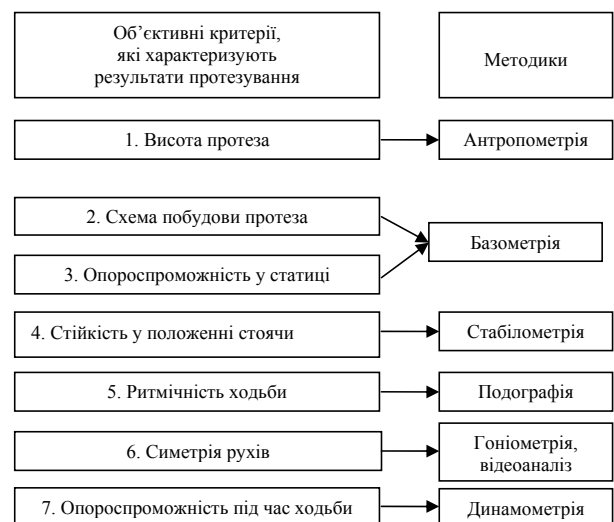 Об’єктивні критерії,
які характеризують
результати протезування
Методики
1. Висота протеза
Антропометрія
2. Схема побудови протеза
Базометрія
3. Опороспроможність у статиці
4. Стійкість у положенні стоячи
Стабілометрія
5. Ритмічність ходьби
Подографія
6. Симетрія рухів
Гоніометрія,
відеоаналіз
7. Опороспроможність під час ходьби
Динамометрія